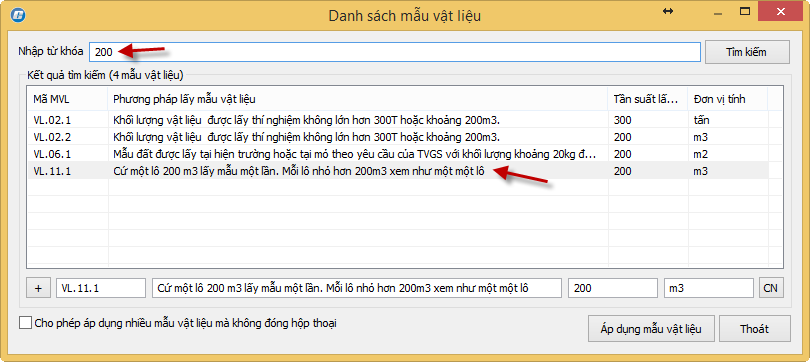 Danh sách mẫu vật liệu
Nhập từ khóa 200 Tìm kiếm
Kết quả tìm kiếm (4 mẫu vật liệu)
Mã MVL Phương pháp lấy mẫu vật liệu Tần suất lấ... Đơn vị tính
VL.02.1 Khối lượng vật liệu được lấy thí nghiệm không lớn hơn 300T hoặc khoảng 200m3. 300 tấn
VL.02.2 Khối lượng vật liệu được lấy thí nghiệm không lớn hơn 300T hoặc khoảng 200m3. 200 m3
VL.06.1 Mẫu đất được lấy tại hiện trường hoặc tại mỏ theo yêu cầu của TVGS với khối lượng khoảng 20kg đ... 200 m2
VL.11.1 Cứ một lô 200 m3 lấy mẫu một lần. Mỗi lô nhỏ hơn 200m3 xem như một một lô 200 m3
+ VL.11.1 Cứ một lô 200 m3 lấy mẫu một lần. Mỗi lô nhỏ hơn 200m3 xem như một một lô 200 m3 CN
Cho phép áp dụng nhiều mẫu vật liệu mà không đóng hộp thoại
Áp dụng mẫu vật liệu Thoát